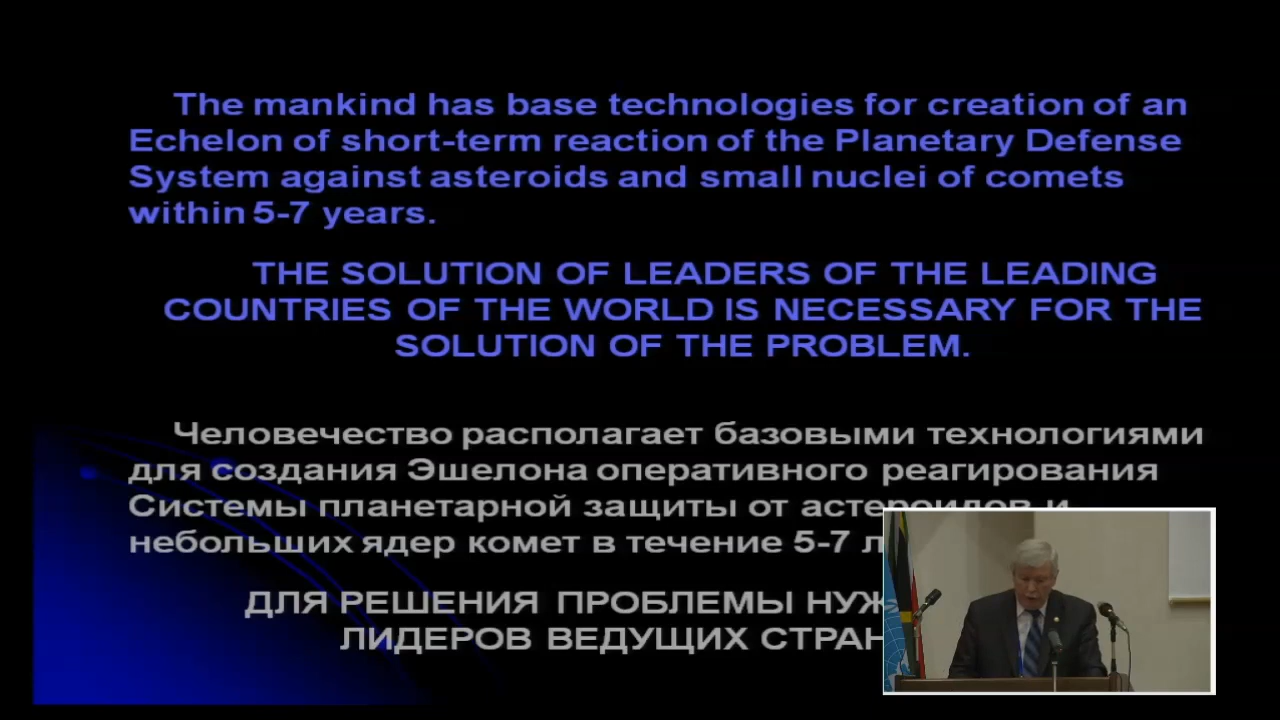 The mankind has base technologies for creation of an
Echelon of short-term reaction of the Planetary Defense
System against asteroids and small nuclei of comets
within 5-7 years.
THE SOLUTION OF LEADERS OF THE LEADING
COUNTRIES OF THE WORLD IS NECESSARY FOR THE
SOLUTION OF THE PROBLEM.
Человечество располагает базовыми технологиями
для создания Эшелона оперативного реагирования
Системы планетарной защиты от астероидов и
небольших ядер комет в течение 5-7
ДЛЯ РЕШЕНИЯ ПРОБЛЕМЫ
ЛИДЕРОВ ВЕДУЩИХ СТРАН